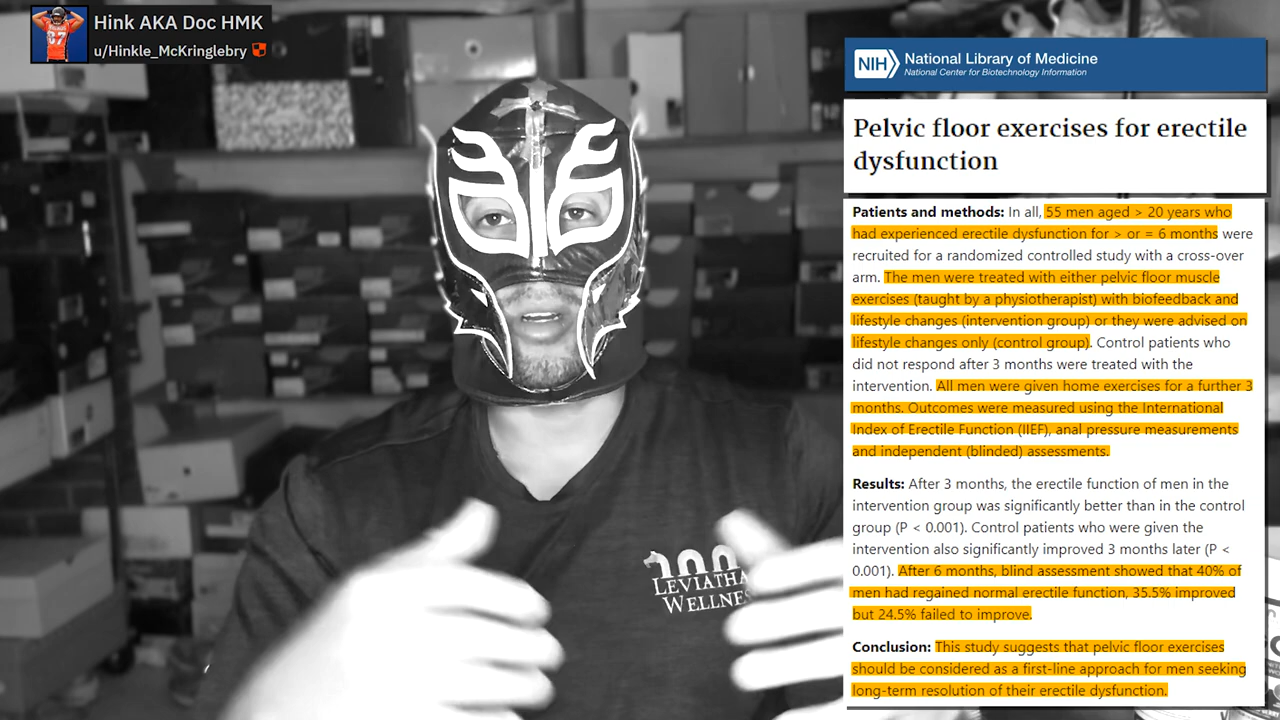 Hink AKA Doc HMK
u/Hinkle_McKringlebry
NIH
National Library of Medicine
National Center for Biotechnology Information
Pelvic floor exercises for erectile
dysfunction
Patients and methods: In all, 55 men aged > 20 years who
had experienced erectile dysfunction for > or = 6 months were
recruited for a randomized controlled study with a cross-over
arm. The men were treated with either pelvic floor muscle
exercises (taught by a physiotherapist) with biofeedback and
lifestyle changes (intervention group) or they were advised on
lifestyle changes only (control group). Control patients who
did not respond after 3 months were treated with the
intervention. All men were given home exercises for a further 3
months. Outcomes were measured using the International
Index of Erectile Function (IIEF), anal pressure measurements
and independent (blinded) assessments.
Results: After 3 months, the erectile function of men in the
intervention group was significantly better than in the control
group (P < 0.001). Control patients who were given the
intervention also significantly improved 3 months later (P <
0.001). After 6 months, blind assessment showed that 40% of
men had regained normal erectile function, 35.5% improved
but 24.5% failed to improve.
Conclusion: This study suggests that pelvic floor exercises
should be considered as a first-line approach for men seeking
long-term resolution of their erectile dysfunction.
LEVIATHA
WELLNES